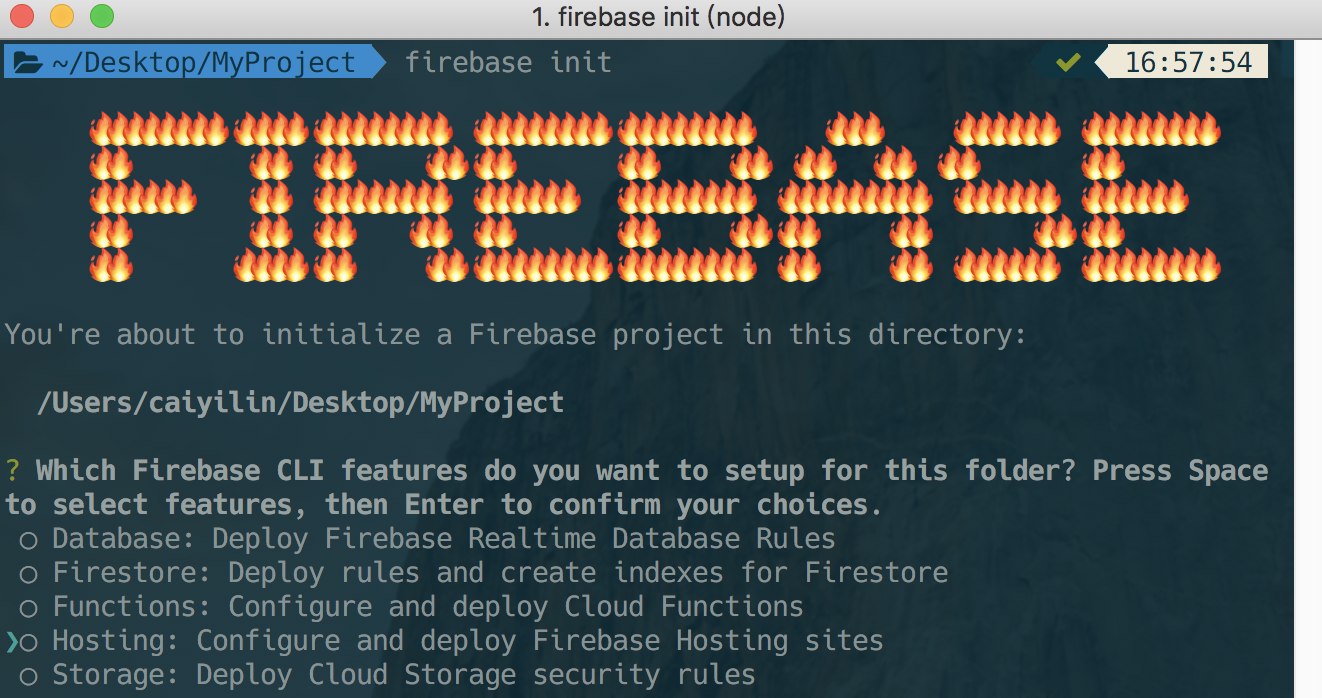 1. firebase init (node)
~/Desktop/MyProject firebase init 16:57:54
FIREBASE
You're about to initialize a Firebase project in this directory:
/Users/caiyilin/Desktop/MyProject
? Which Firebase CLI features do you want to setup for this folder? Press Space
to select features, then Enter to confirm your choices.
○ Database: Deploy Firebase Realtime Database Rules
○ Firestore: Deploy rules and create indexes for Firestore
○ Functions: Configure and deploy Cloud Functions
❯○ Hosting: Configure and deploy Firebase Hosting sites
○ Storage: Deploy Cloud Storage security rules